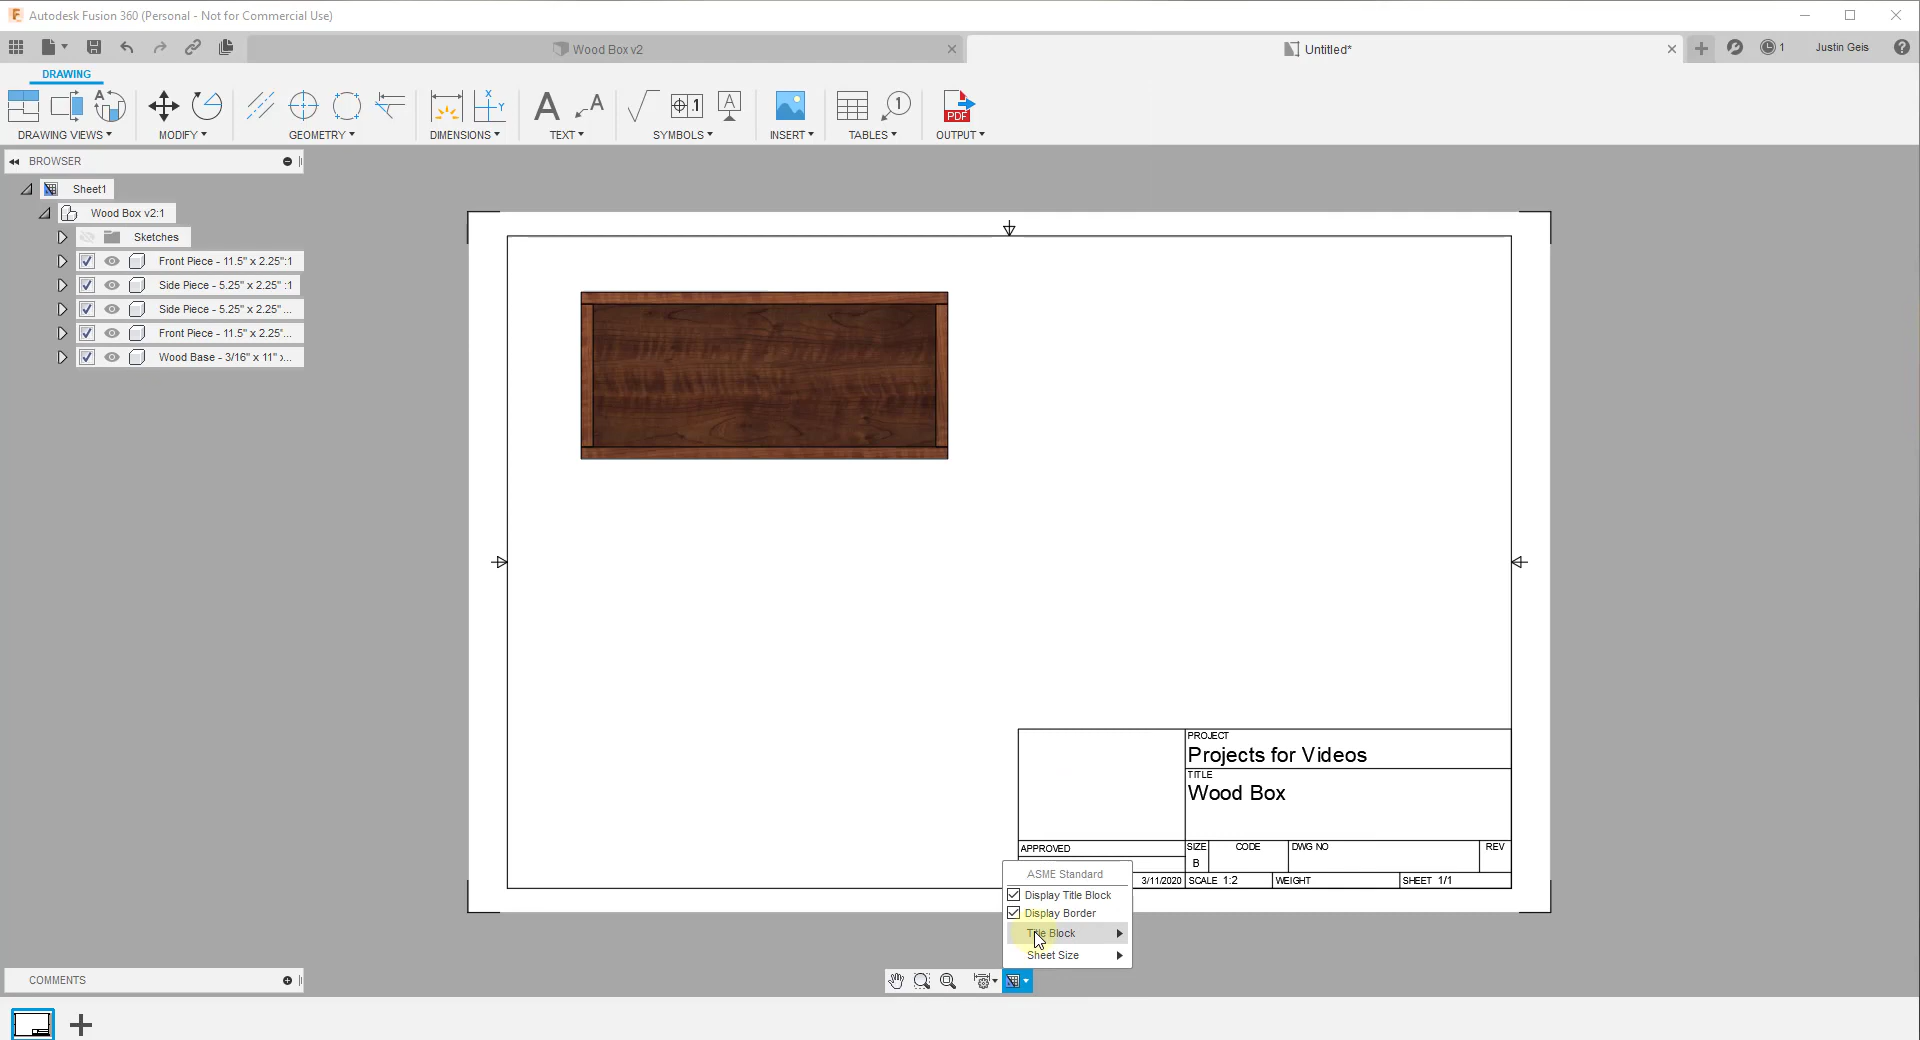 Autodesk Fusion 360 (Personal - Not for Commercial Use)
Wood Box v2
Untitled*
1
Justin Geis
DRAWING
DRAWING VIEWS
MODIFY
GEOMETRY
DIMENSIONS
TEXT
SYMBOLS
INSERT
TABLES
OUTPUT
BROWSER
Sheet1
Wood Box v2:1
Sketches
Front Piece - 11.5" x 2.25":1
Side Piece - 5.25" x 2.25" :1
Side Piece - 5.25" x 2.25" ...
Front Piece - 11.5" x 2.25"...
Wood Base - 3/16" x 11" x...
PROJECT
Projects for Videos
TITLE
Wood Box
APPROVED
SIZE
CODE
DWG NO
REV
B
3/11/2020
SCALE 1:2
WEIGHT
SHEET 1/1
ASME Standard
Display Title Block
Display Border
Title Block
Sheet Size
COMMENTS